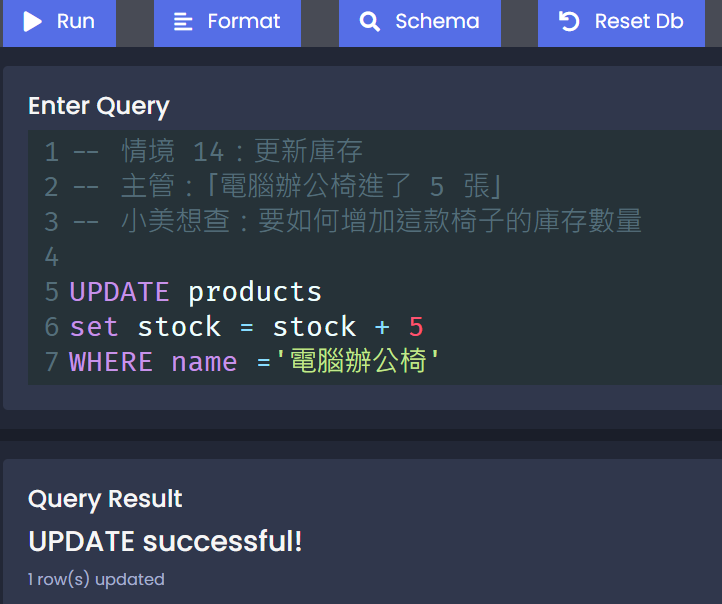 Run Format Schema Reset Db
Enter Query
1 -- 情境 14：更新庫存
2 -- 主管：「電腦辦公椅進了 5 張」
3 -- 小美想查：要如何增加這款椅子的庫存數量
4
5 UPDATE products
6 set stock = stock + 5
7 WHERE name ='電腦辦公椅'
Query Result
UPDATE successful!
1 row(s) updated